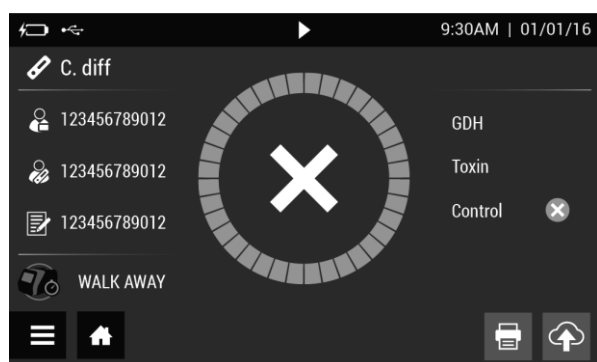 9:30AM | 01/01/16
C. diff
123456789012
123456789012
123456789012
WALK AWAY
GDH
Toxin
Control